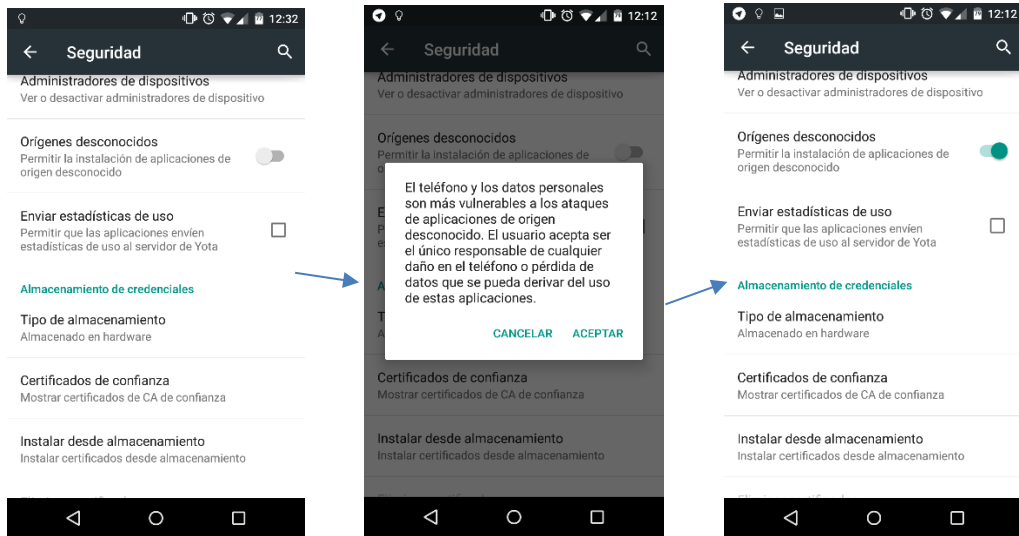 12:32
Seguridad
Administradores de dispositivos
Ver o desactivar administradores de dispositivo
Orígenes desconocidos
Permitir la instalación de aplicaciones de
origen desconocido
Enviar estadísticas de uso
Permitir que las aplicaciones envíen
estadísticas de uso al servidor de Yota
Almacenamiento de credenciales
Tipo de almacenamiento
Almacenado en hardware
Certificados de confianza
Mostrar certificados de CA de confianza
Instalar desde almacenamiento
Instalar certificados desde almacenamiento
12:12
Seguridad
Administradores de dispositivos
Ver o desactivar administradores de dispositivo
Orígenes desconocidos
Permitir la instalación de aplicaciones de
El teléfono y los datos personales
son más vulnerables a los ataques
de aplicaciones de origen
desconocido. El usuario acepta ser
el único responsable de cualquier
daño en el teléfono o pérdida de
datos que se pueda derivar del uso
de estas aplicaciones.
CANCELAR ACEPTAR
Certificados de confianza
Mostrar certificados de CA de confianza
Instalar desde almacenamiento
Instalar certificados desde almacenamiento
12:12
Seguridad
Administradores de dispositivos
Ver o desactivar administradores de dispositivo
Orígenes desconocidos
Permitir la instalación de aplicaciones de
origen desconocido
Enviar estadísticas de uso
Permitir que las aplicaciones envíen
estadísticas de uso al servidor de Yota
Almacenamiento de credenciales
Tipo de almacenamiento
Almacenado en hardware
Certificados de confianza
Mostrar certificados de CA de confianza
Instalar desde almacenamiento
Instalar certificados desde almacenamiento